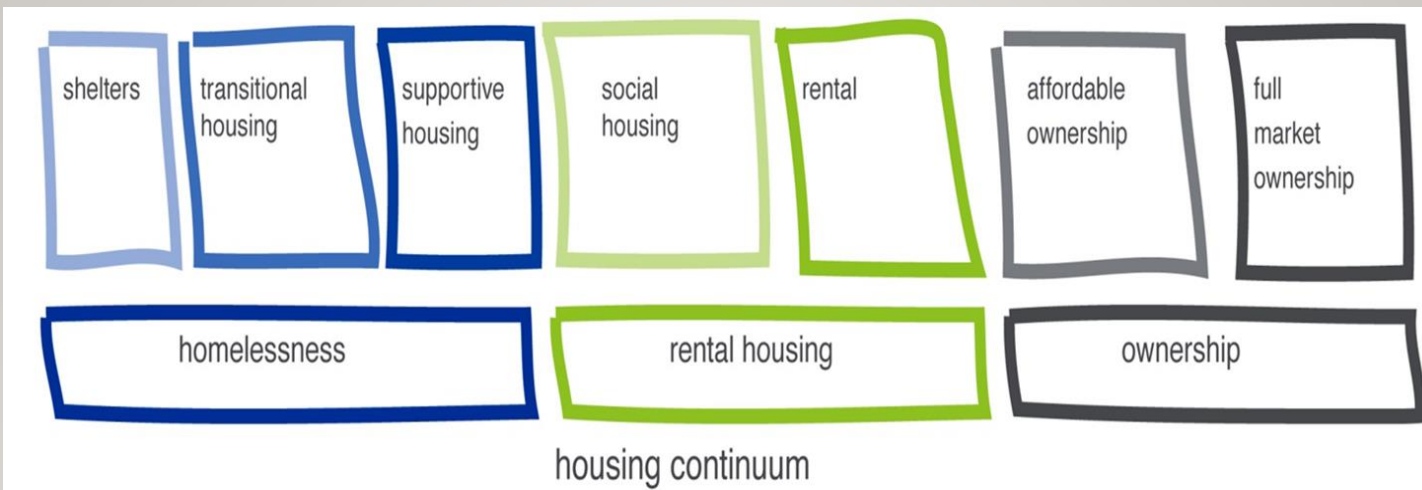 shelters
transitional
housing
supportive
housing
social
housing
rental
affordable
ownership
full
market
ownership
homelessness
rental housing
ownership
housing continuum